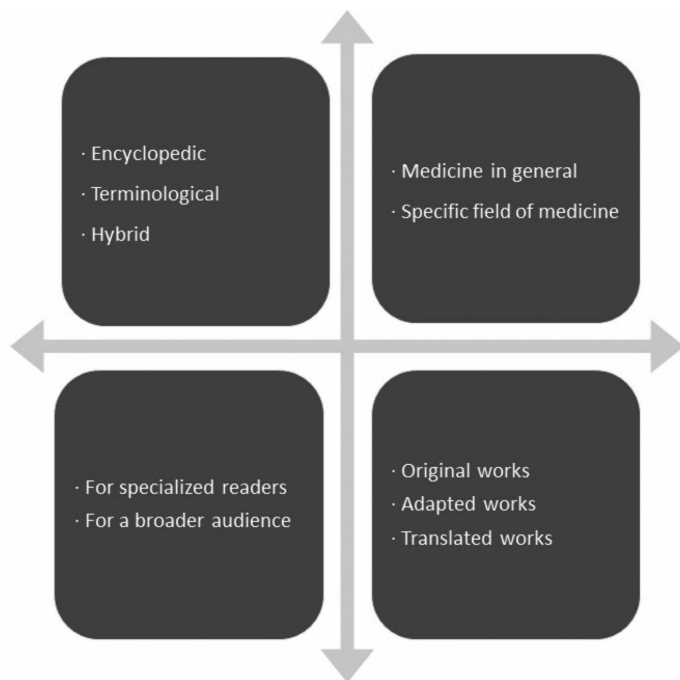 · Encyclopedic
· Terminological
· Hybrid
· Medicine in general
· Specific field of medicine
· For specialized readers
· For a broader audience
· Original works
· Adapted works
· Translated works